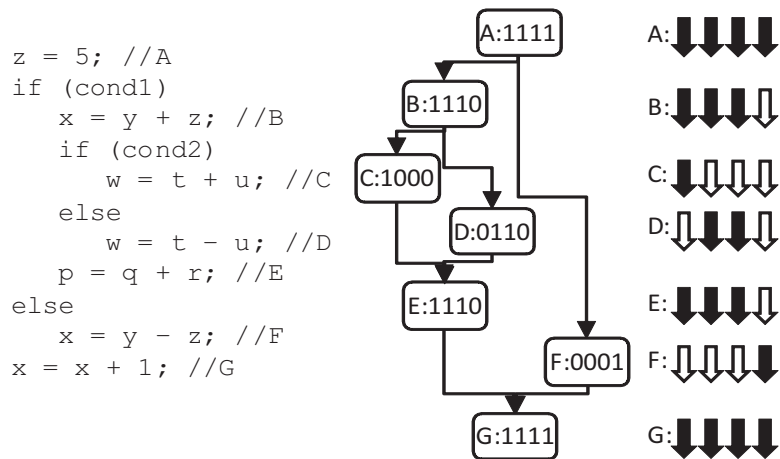 z = 5; //A
if (cond1)
x = y + z; //B
if (cond2)
w = t + u; //C
else
w = t – u; //D
p = q + r; //E
else
x = y – z; //F
x = x + 1; //G
A:1111
B:1110
C:1000
D:0110
E:1110
F:0001
G:1111
A:
B:
C:
D:
E:
F:
G: